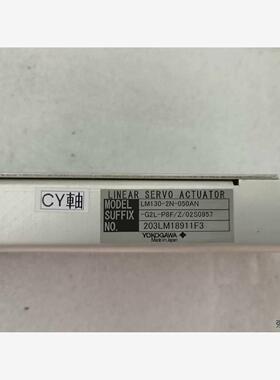 CY軸
LINEAR SERVO ACTUATOR
MODEL LM130-2N-050AN
SUFFIX -G2L-P8F/Z/02S0957
NO. 203LM18911F3
YOKOGAWA
Made in Japan